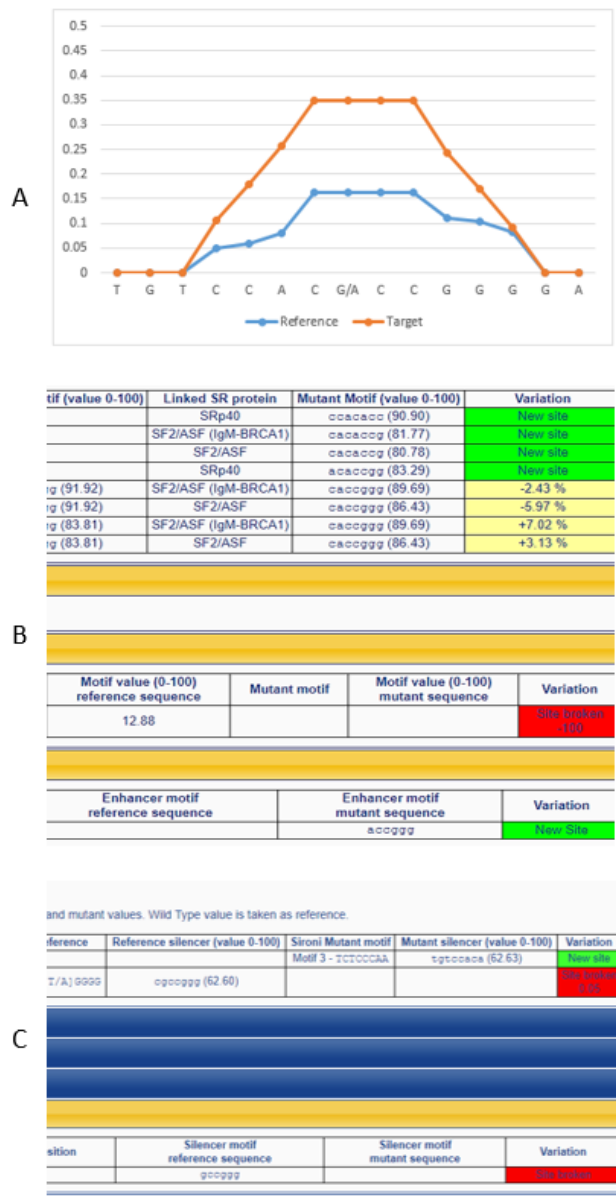 0.5
0.45
0.4
0.35
0.3
0.25
0.2
0.15
0.1
0.05
0
T G T C C A C G/A C C G G G G A
Reference Target
A
tif (value 0-100) Linked SR protein Mutant Motif (value 0-100) Variation
SRp40 ccacacc (90.90) New site
SF2/ASF (IgM-BRCA1) cacaccg (81.77) New site
SF2/ASF cacaccg (80.78) New site
SRp40 acaccgg (83.29) New site
g (91.92) SF2/ASF (IgM-BRCA1) caccggg (89.69) -2.43 %
g (91.92) SF2/ASF caccggg (86.43) -5.97 %
g (83.81) SF2/ASF (IgM-BRCA1) caccggg (89.69) +7.02 %
g (83.81) SF2/ASF caccggg (86.43) +3.13 %
B
Motif value (0-100) reference sequence Mutant motif Motif value (0-100) mutant sequence Variation
12.88 Site broken -100
Enhancer motif reference sequence Enhancer motif mutant sequence Variation
accggg New Site
and mutant values. Wild Type value is taken as reference.
eference Reference silencer (value 0-100) Sironi Mutant motif Mutant silencer (value 0-100) Variation
Motif 3 - TCTCCCAA tgtccaca (62.63) New site
T/A]GGGG cgccggg (62.60) Site broken
C
sition Silencer motif reference sequence Silencer motif mutant sequence Variation
gccggg Site broken